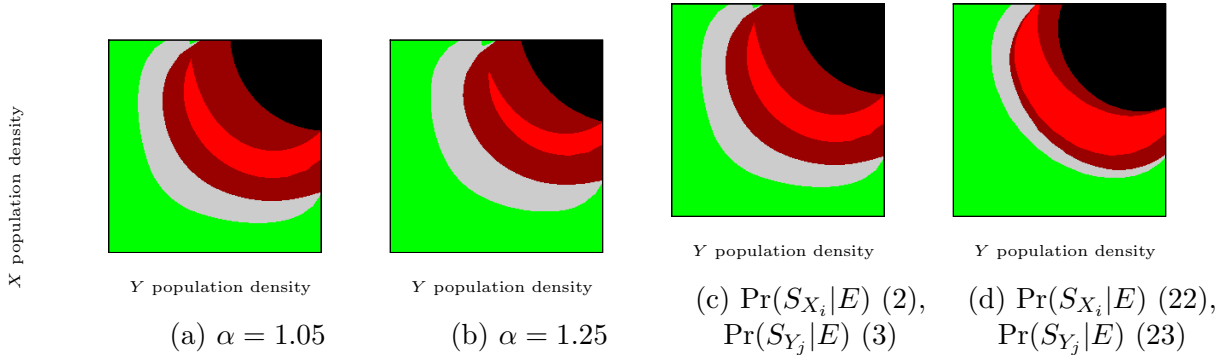 X population density
Y population density
(a) α = 1.05
Y population density
(b) α = 1.25
Y population density
(c) Pr(S_{X_i}|E) (2),
Pr(S_{Y_j}|E) (3)
Y population density
(d) Pr(S_{X_i}|E) (22),
Pr(S_{Y_j}|E) (23)